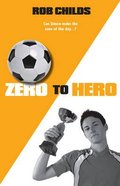 ROB CHILDS
Can Simon make the
save of the day...?
ZERO TO HERO